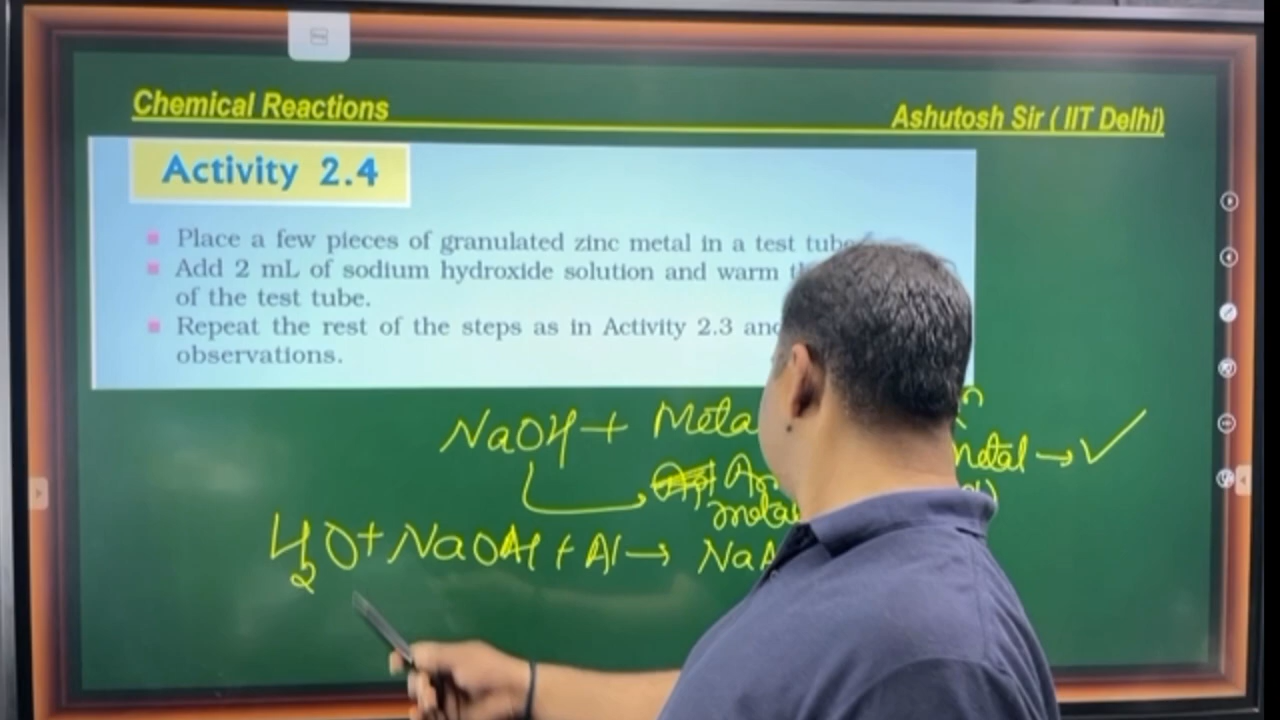 Chemical Reactions
Ashutosh Sir ( IIT Delhi)
Activity 2.4
Place a few pieces of granulated zinc metal in a test tube
Add 2 mL of sodium hydroxide solution and warm
of the test tube.
Repeat the rest of the steps as in Activity 2.3 and
observations.
NaOH + Meta
metal → ✓
metal
H₂O + NaOH + Al → NaA